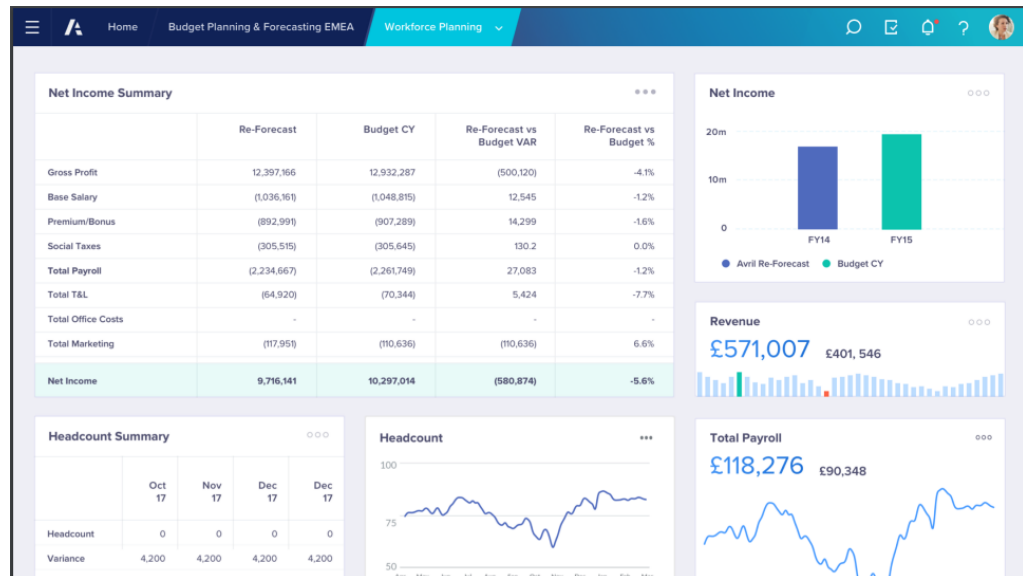 Home Budget Planning & Forecasting EMEA Workforce Planning
Net Income Summary
Re-Forecast Budget CY Re-Forecast vs Budget VAR Re-Forecast vs Budget %
Gross Profit 12,397,166 12,932,287 (500,120) -4.1%
Base Salary (1,036,161) (1,048,815) 12,545 -1.2%
Premium/Bonus (892,991) (907,289) 14,299 -1.6%
Social Taxes (305,515) (305,645) 130.2 0.0%
Total Payroll (2,234,667) (2,261,749) 27,083 -1.2%
Total T&L (64,920) (70,344) 5,424 -7.7%
Total Office Costs - - - -
Total Marketing (117,951) (110,636) (110,636) 6.6%
Net Income 9,716,141 10,297,014 (580,874) -5.6%
Net Income
20m
10m
0
FY14 FY15
Avril Re-Forecast Budget CY
Revenue
£571,007 £401, 546
Headcount Summary
Oct 17 Nov 17 Dec 17 Dec 17
Headcount 0 0 0 0
Variance 4,200 4,200 4,200 4,200
Headcount
100
75
50
Total Payroll
£118,276 £90,348